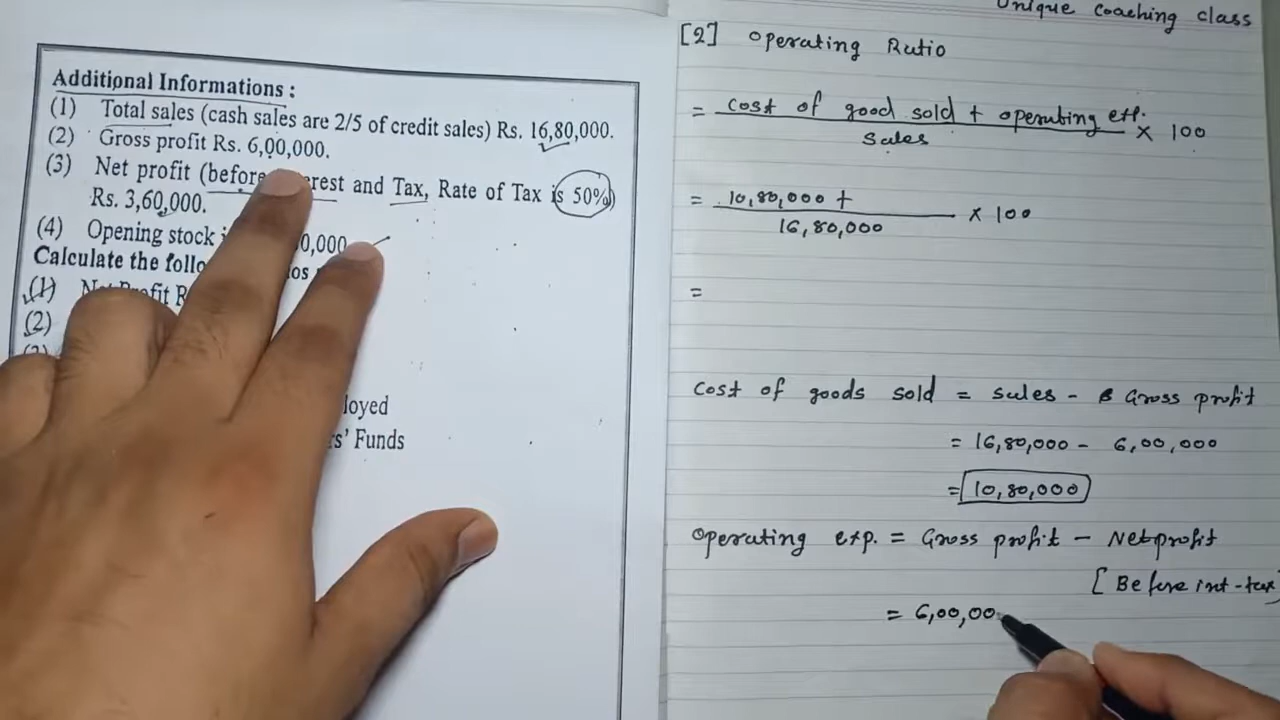 Additional Informations :
(1) Total sales (cash sales are 2/5 of credit sales) Rs. 16,80,000.
(2) Gross profit Rs. 6,00,000.
(3) Net profit (before and Tax, Rate of Tax is 50%)
Rs. 3,60,000.
(4) Opening stock
Calculate the
(1)
(2)
Funds
Unique Coaching Class
[2] Operating Ratio
= Cost of good sold + operating exp. × 100
Sales
= 10,80,000 + × 100
16,80,000
=
Cost of goods sold = Sales - Gross profit
= 16,80,000 - 6,00,000
= 10,80,000
Operating exp. = Gross profit - Net profit
[Before int-tax]
= 6,00,00